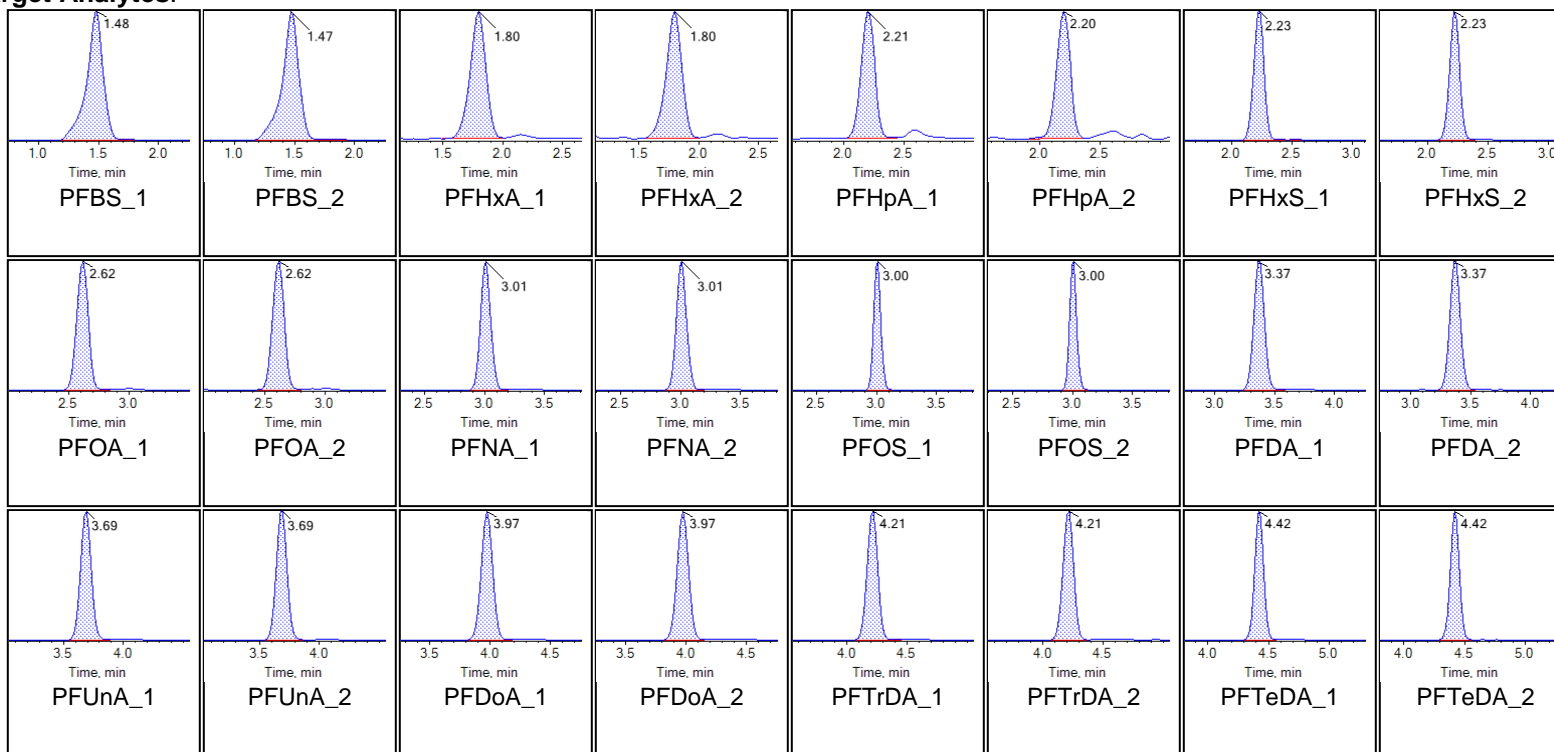 rget Analytes:
1.48 1.47 1.80 1.80 2.21 2.20 2.23 2.23
1.0 1.5 2.0 1.0 1.5 2.0 1.5 2.0 2.5 1.5 2.0 2.5 2.0 2.5 2.0 2.5 2.0 2.5 3.0 2.0 2.5 3.0
Time, min Time, min Time, min Time, min Time, min Time, min Time, min Time, min
PFBS_1 PFBS_2 PFHxA_1 PFHxA_2 PFHpA_1 PFHpA_2 PFHxS_1 PFHxS_2
2.62 2.62 3.01 3.01 3.00 3.00 3.37 3.37
2.5 3.0 2.5 3.0 2.5 3.0 3.5 2.5 3.0 3.5 2.5 3.0 3.5 2.5 3.0 3.5 3.0 3.5 4.0 3.0 3.5 4.0
Time, min Time, min Time, min Time, min Time, min Time, min Time, min Time, min
PFOA_1 PFOA_2 PFNA_1 PFNA_2 PFOS_1 PFOS_2 PFDA_1 PFDA_2
3.69 3.69 3.97 3.97 4.21 4.21 4.42 4.42
3.5 4.0 3.5 4.0 3.5 4.0 4.5 3.5 4.0 4.5 4.0 4.5 4.0 4.5 4.0 4.5 5.0 4.0 4.5 5.0
Time, min Time, min Time, min Time, min Time, min Time, min Time, min Time, min
PFUnA_1 PFUnA_2 PFDoA_1 PFDoA_2 PFTrDA_1 PFTrDA_2 PFTeDA_1 PFTeDA_2